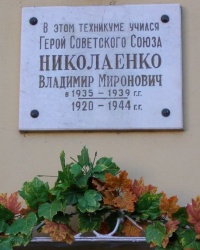 В ЭТОМ ТЕХНИКУМЕ УЧИЛСЯ
ГЕРОЙ СОВЕТСКОГО СОЮЗА
НИКОЛАЕНКО
ВЛАДИМИР МИРОНОВИЧ
в 1935 – 1939 г.г.
1920 – 1944 г.г.